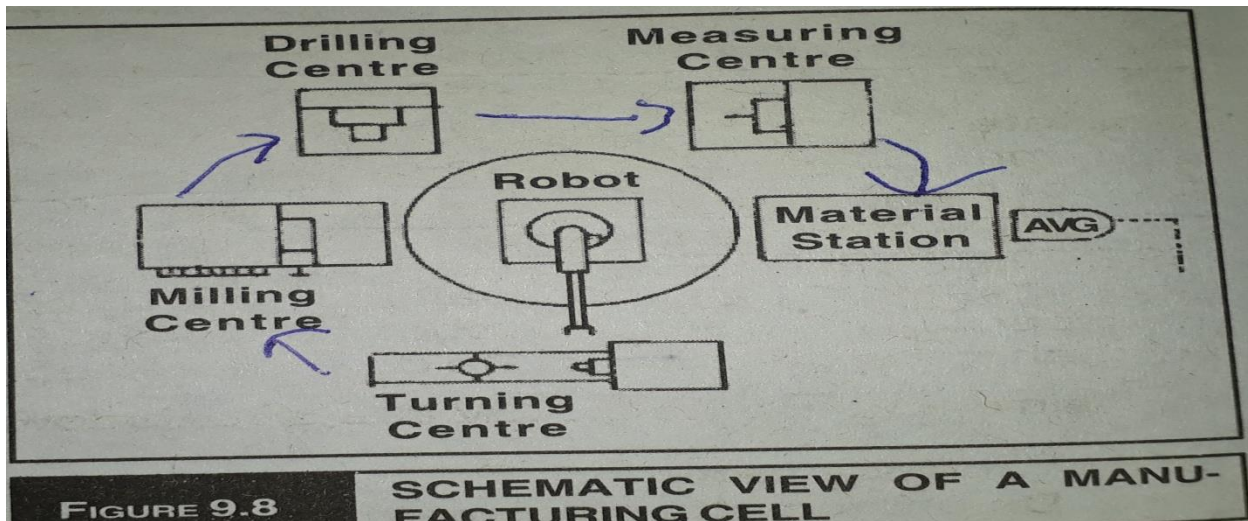 Drilling
Centre
Measuring
Centre
Robot
Material
Station
AVG
Milling
Centre
Turning
Centre
FIGURE 9.8
SCHEMATIC VIEW OF A MANU-
FACTURING CELL